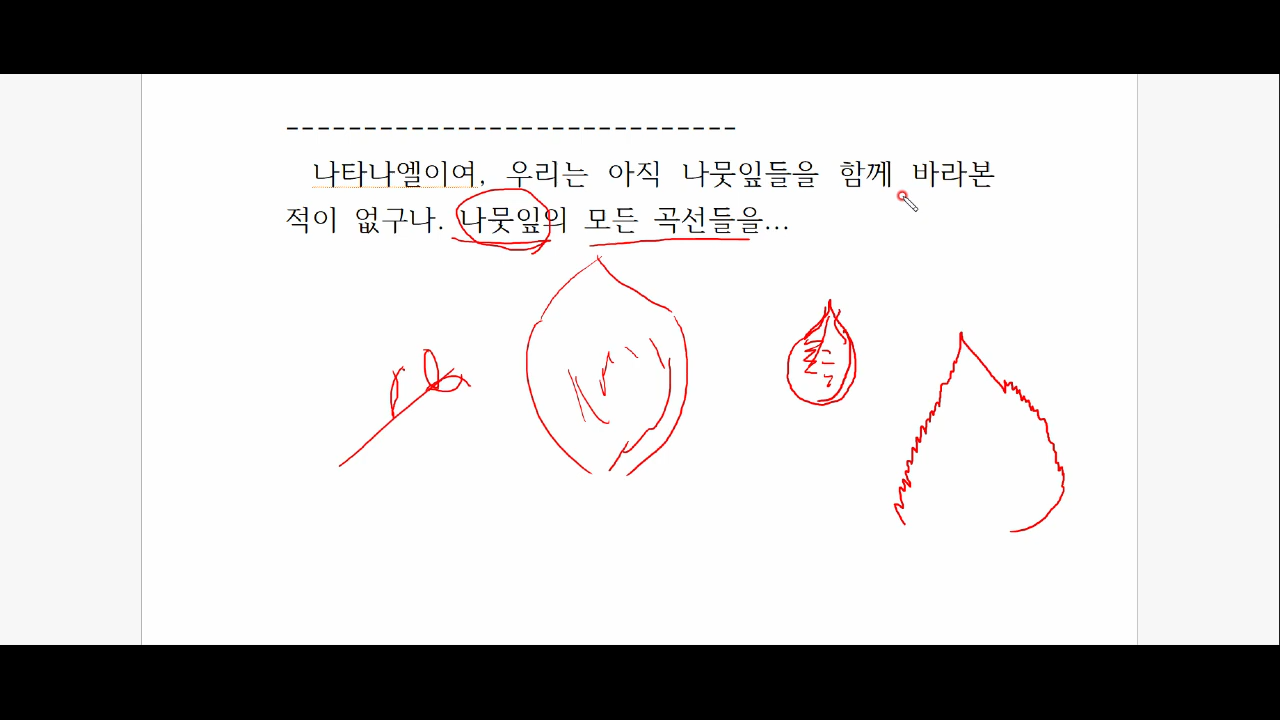 -----------------------------
나타나엘이여, 우리는 아직 나뭇잎들을 함께 바라본
적이 없구나. 나뭇잎의 모든 곡선들을...